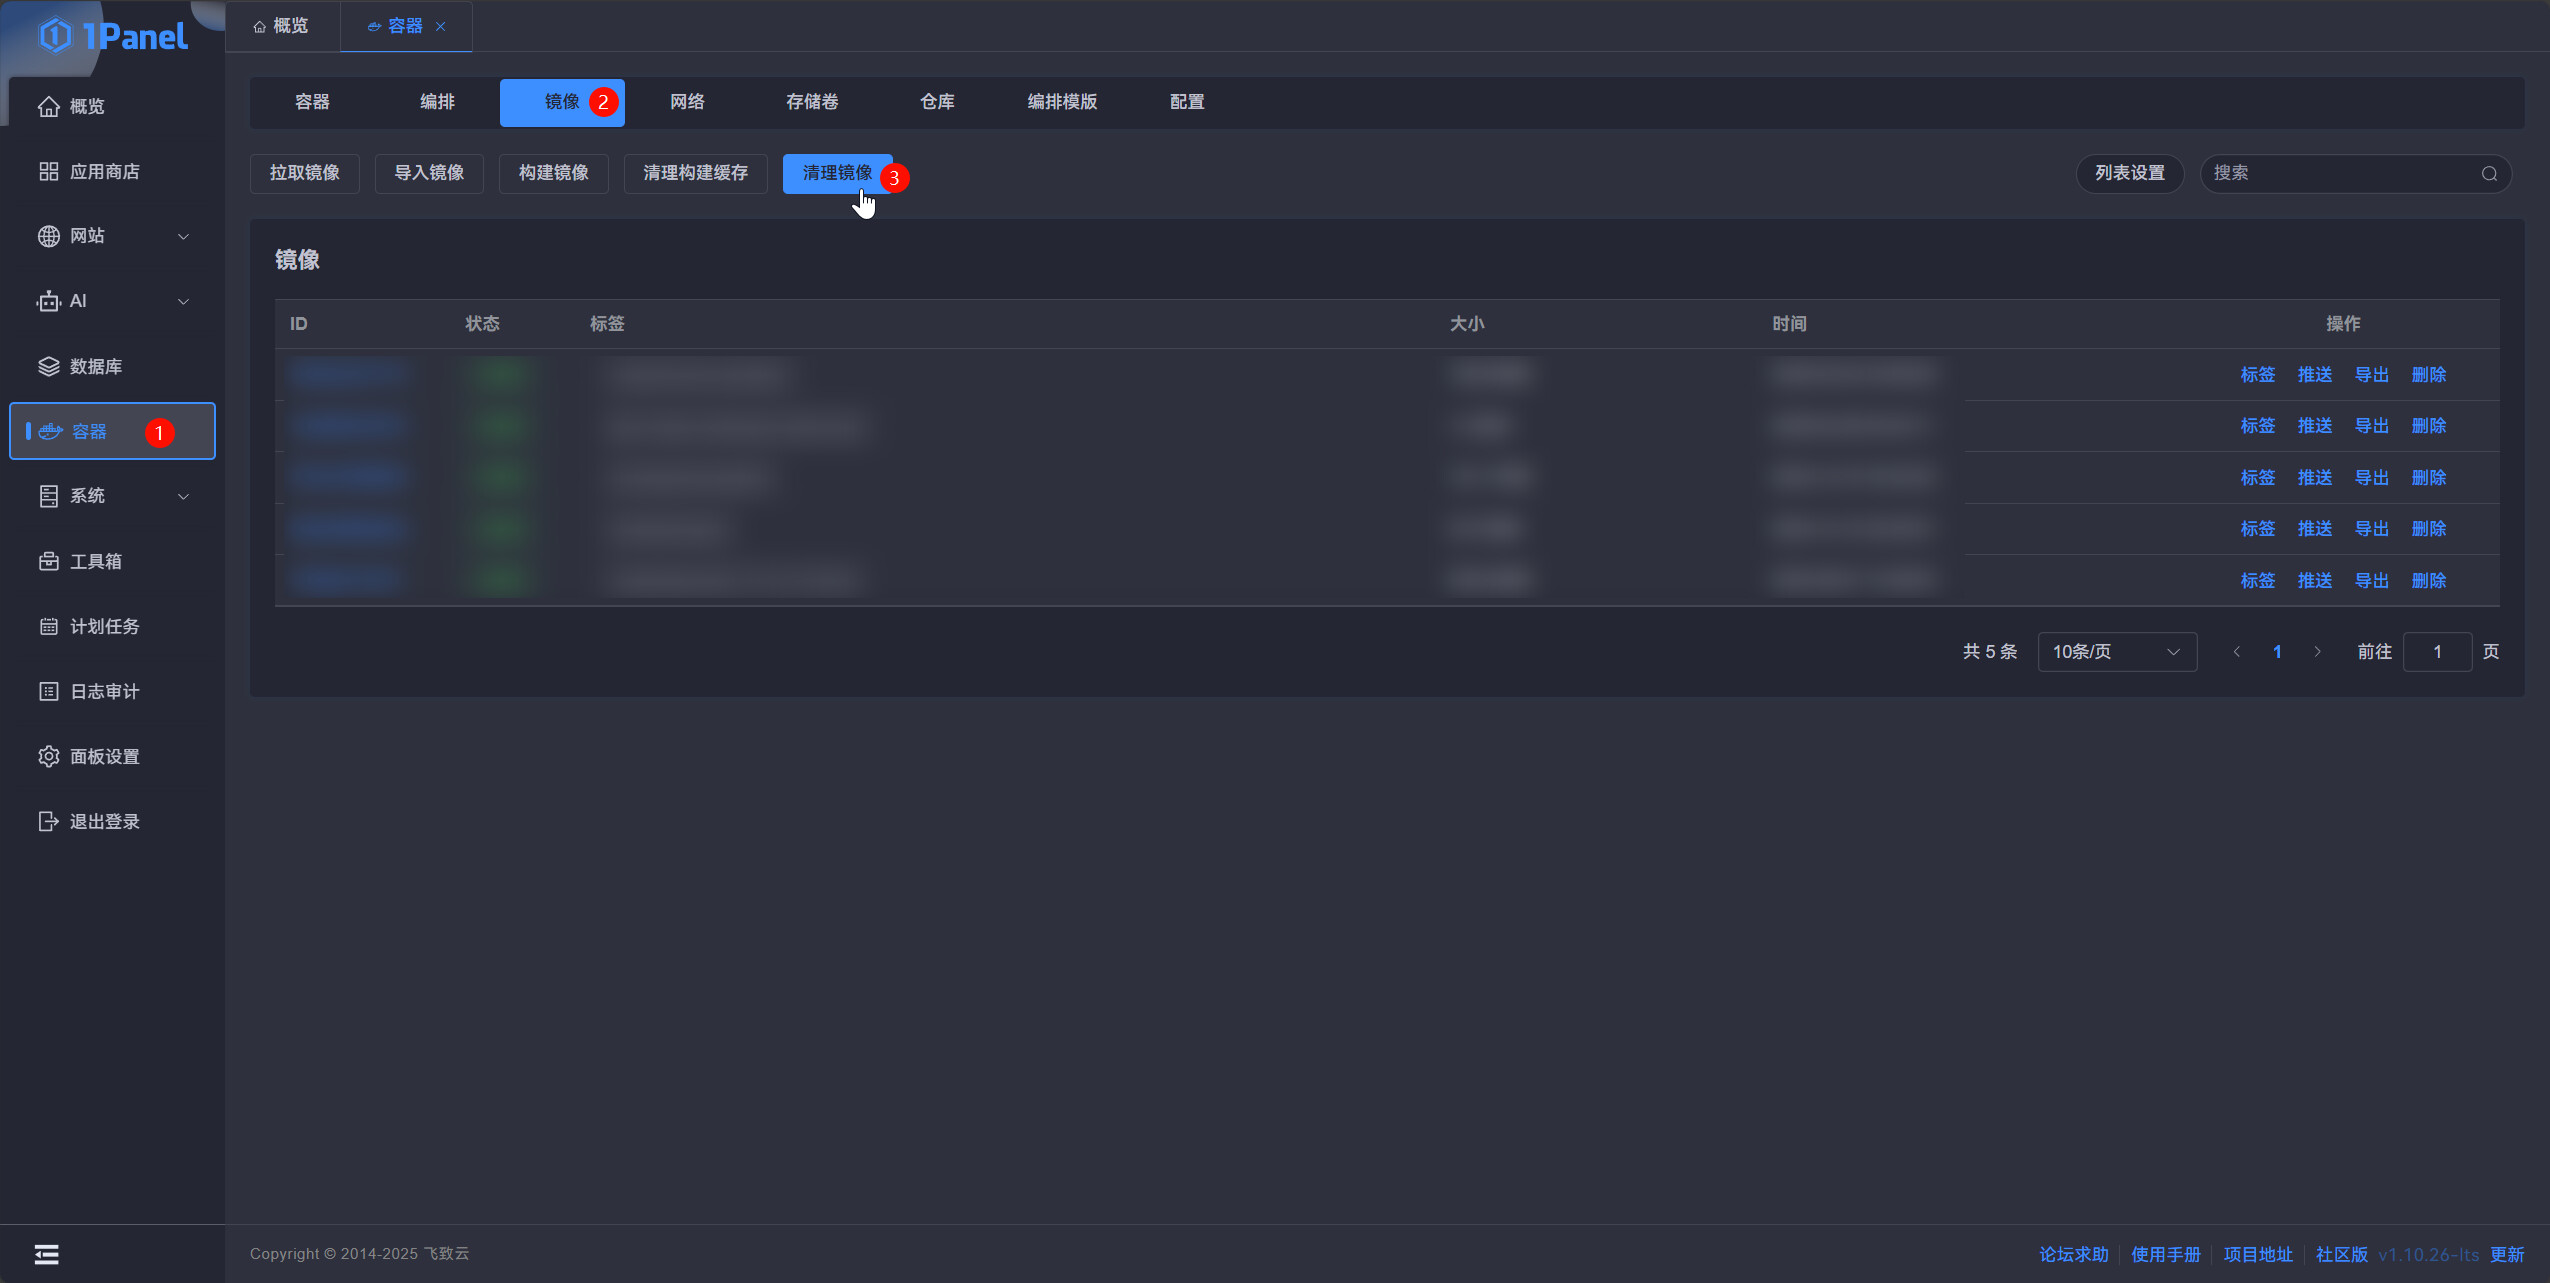 1Panel
概览
容器
概览
应用商店
网站
AI
数据库
容器 1
系统
工具箱
计划任务
日志审计
面板设置
退出登录
容器 编排 镜像 2 网络 存储卷 仓库 编排模版 配置
拉取镜像 导入镜像 构建镜像 清理构建缓存 清理镜像 3 列表设置 搜索
镜像
ID 状态 标签 大小 时间 操作
标签 推送 导出 删除
标签 推送 导出 删除
标签 推送 导出 删除
标签 推送 导出 删除
标签 推送 导出 删除
共 5 条 10条/页 1 前往 1 页
Copyright © 2014-2025 飞致云
论坛求助 使用手册 项目地址 社区版 v1.10.26-lts 更新